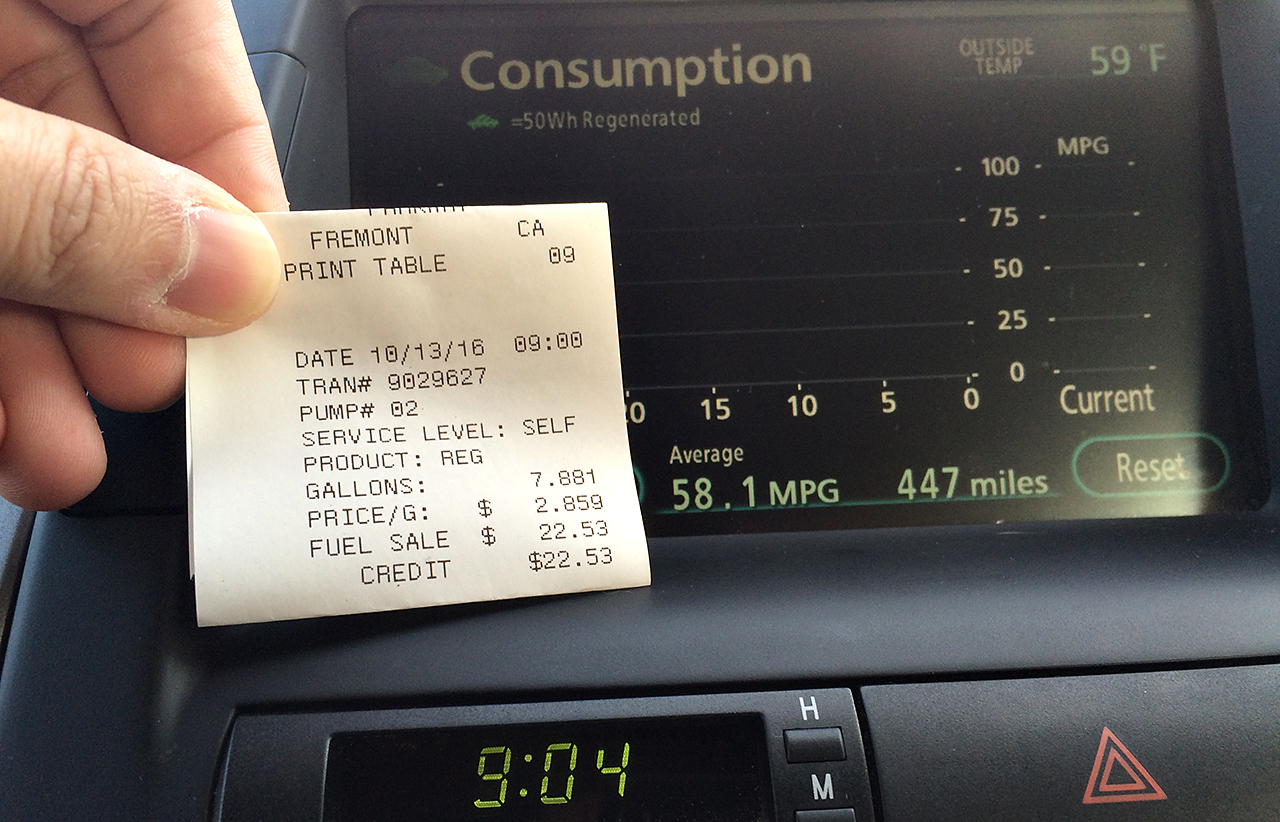 FREMONT CA
PRINT TABLE 09
DATE 10/13/16 09:00
TRAN# 9029627
PUMP# 02
SERVICE LEVEL: SELF
PRODUCT: REG
GALLONS: 7.881
PRICE/G: $ 2.859
FUEL SALE $ 22.53
CREDIT $22.53
Consumption
OUTSIDE TEMP 59 °F
=50Wh Regenerated
MPG
100
75
50
25
0
15 10 5 0 Current
Average
58.1 MPG 447 miles Reset
9:04
H
M